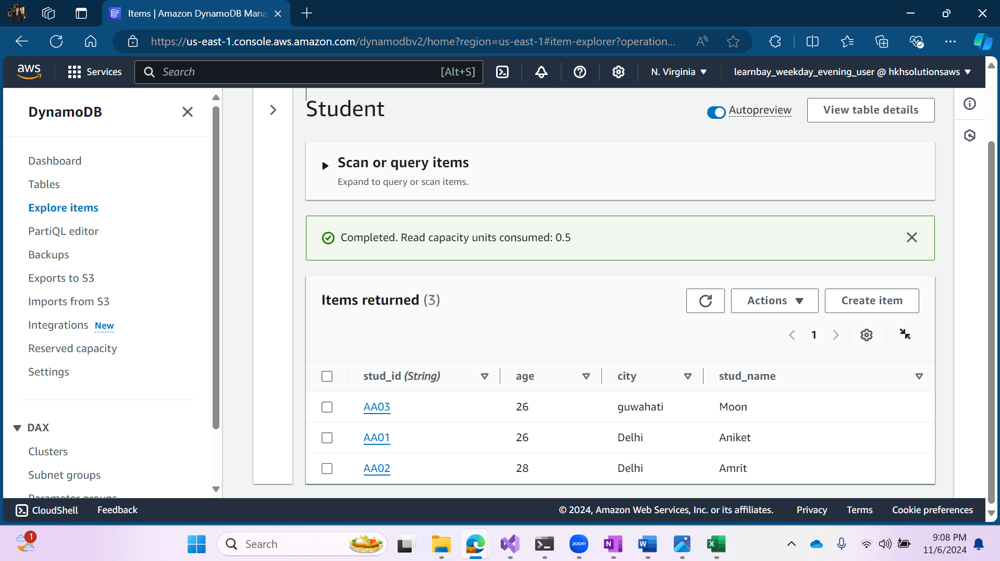 Items | Amazon DynamoDB Mana
https://us-east-1.console.aws.amazon.com/dynamodbv2/home?region=us-east-1#item-explorer?operation...
aws
Services
Search
[Alt+S]
N. Virginia
learnbay_weekday_evening_user @ hkhsolutionsaws
DynamoDB
Dashboard
Tables
Explore items
PartiQL editor
Backups
Exports to S3
Imports from S3
Integrations New
Reserved capacity
Settings
DAX
Clusters
Subnet groups
Parameter groups
Student
Autopreview
View table details
Scan or query items
Expand to query or scan items.
Completed. Read capacity units consumed: 0.5
Items returned (3)
Actions
Create item
1
stud_id (String) age city stud_name
AA03 26 guwahati Moon
AA01 26 Delhi Aniket
AA02 28 Delhi Amrit
CloudShell
Feedback
© 2024, Amazon Web Services, Inc. or its affiliates.
Privacy
Terms
Cookie preferences
1
Search
zoom
N
W
X
9:08 PM
11/6/2024